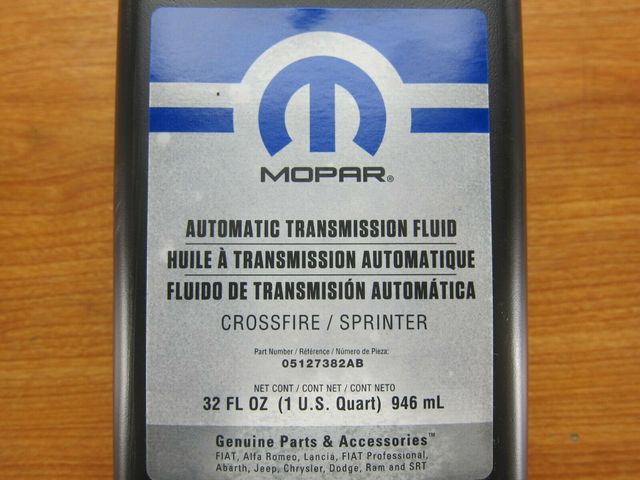 MOPAR®
AUTOMATIC TRANSMISSION FLUID
HUILE À TRANSMISSION AUTOMATIQUE
FLUIDO DE TRANSMISIÓN AUTOMÁTICA
CROSSFIRE / SPRINTER
Part Number / Référence / Número de Pieza:
05127382AB
NET CONT / CONT NET / CONT NETO
32 FL OZ (1 U.S. Quart) 946 mL
Genuine Parts & Accessories™
FIAT, Alfa Romeo, Lancia, FIAT Professional,
Abarth, Jeep, Chrysler, Dodge, Ram and SRT